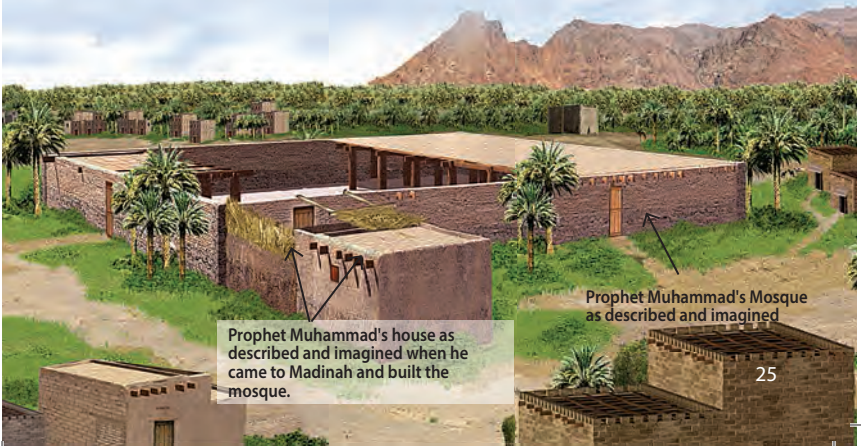 Prophet Muhammad's Mosque
as described and imagined
Prophet Muhammad's house as
described and imagined when he
came to Madinah and built the
mosque.
25